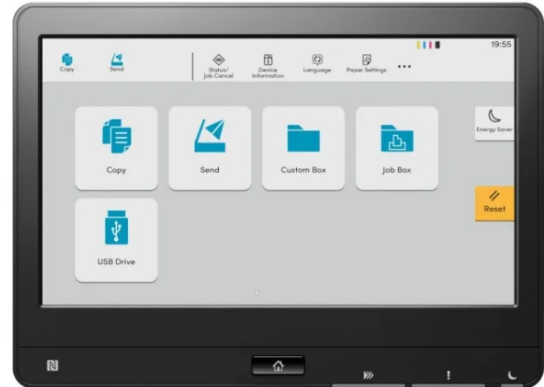 19:55
Copy
Send
Status/
Job Cancel
Device
Information
Language
Paper Settings
Energy Saver
Copy
Send
Custom Box
Job Box
Reset
USB Drive